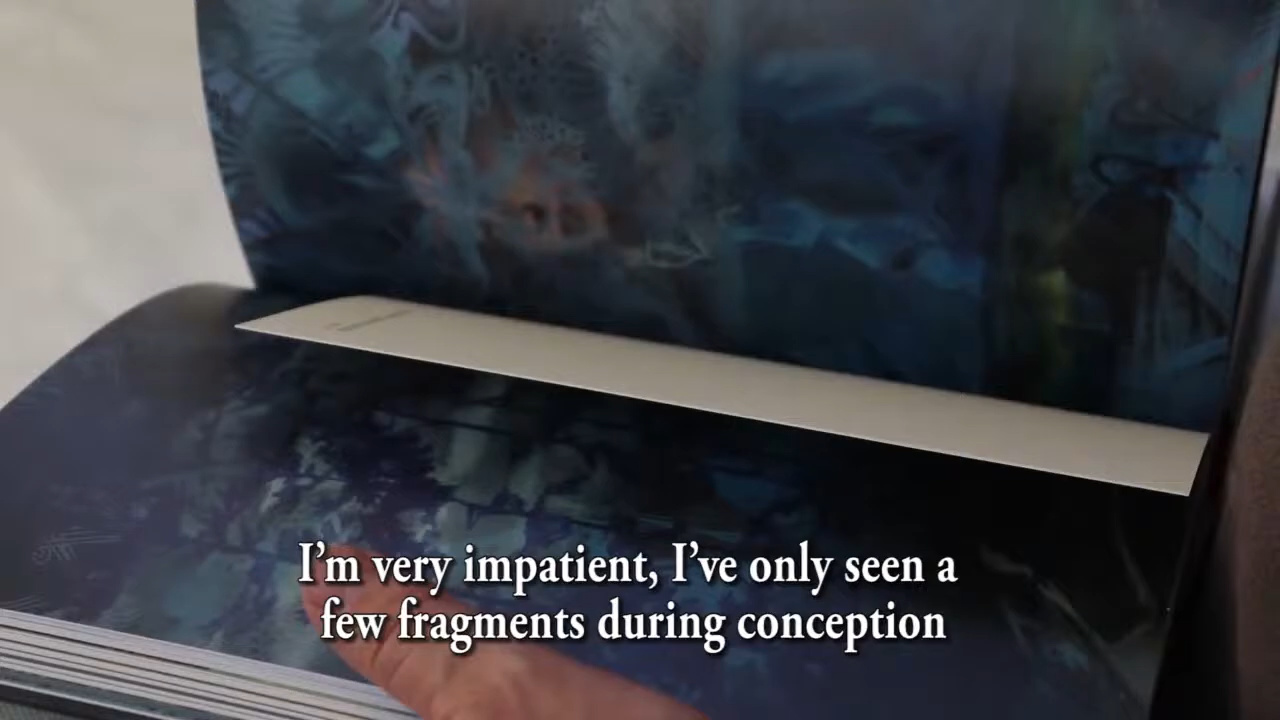 I'm very impatient, I've only seen a
few fragments during conception